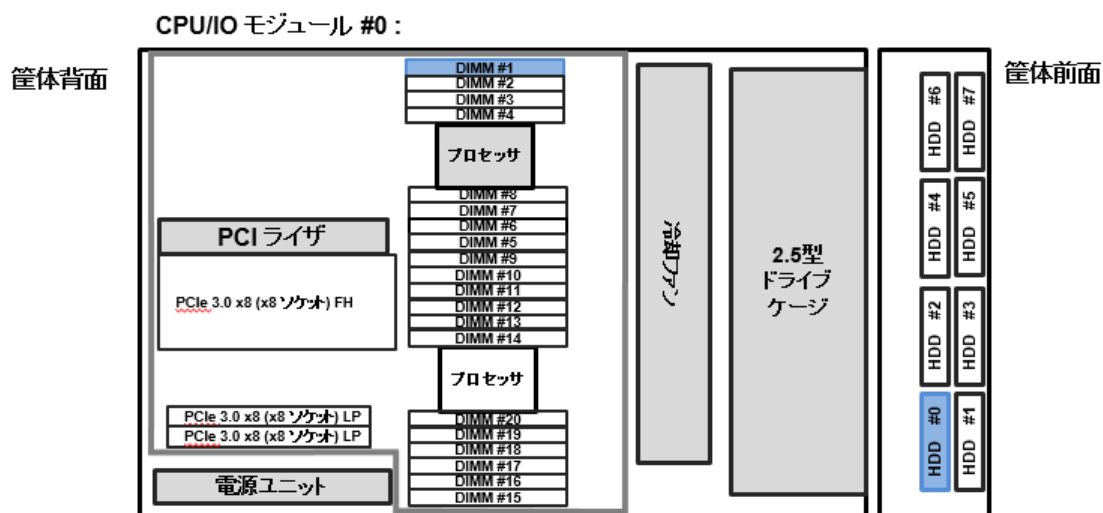 CPU/IO モジュール #0 :
筐体背面
筐体前面
DIMM #1
DIMM #2
DIMM #3
DIMM #4
プロセッサ
DIMM #8
DIMM #7
DIMM #6
DIMM #5
DIMM #9
DIMM #10
DIMM #11
DIMM #12
DIMM #13
DIMM #14
プロセッサ
DIMM #20
DIMM #19
DIMM #18
DIMM #17
DIMM #16
DIMM #15
PCI ライザ
PCIe 3.0 x8 (x8 ソケット) FH
PCIe 3.0 x8 (x8 ソケット) LP
PCIe 3.0 x8 (x8 ソケット) LP
電源ユニット
冷却ファン
2.5型
ドライブ
ケージ
HDD #6
HDD #7
HDD #4
HDD #5
HDD #2
HDD #3
HDD #0
HDD #1